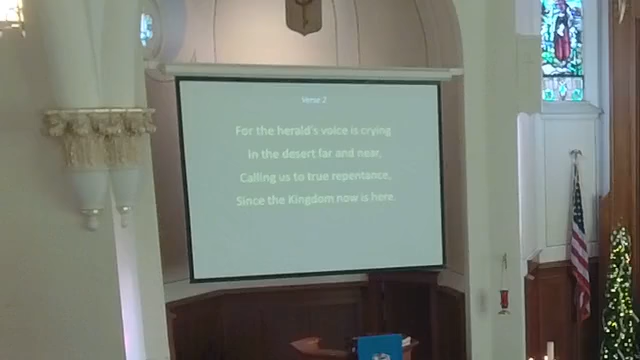 Verse 2
For the herald's voice is crying
In the desert far and near,
Calling us to true repentance,
Since the Kingdom now is here.